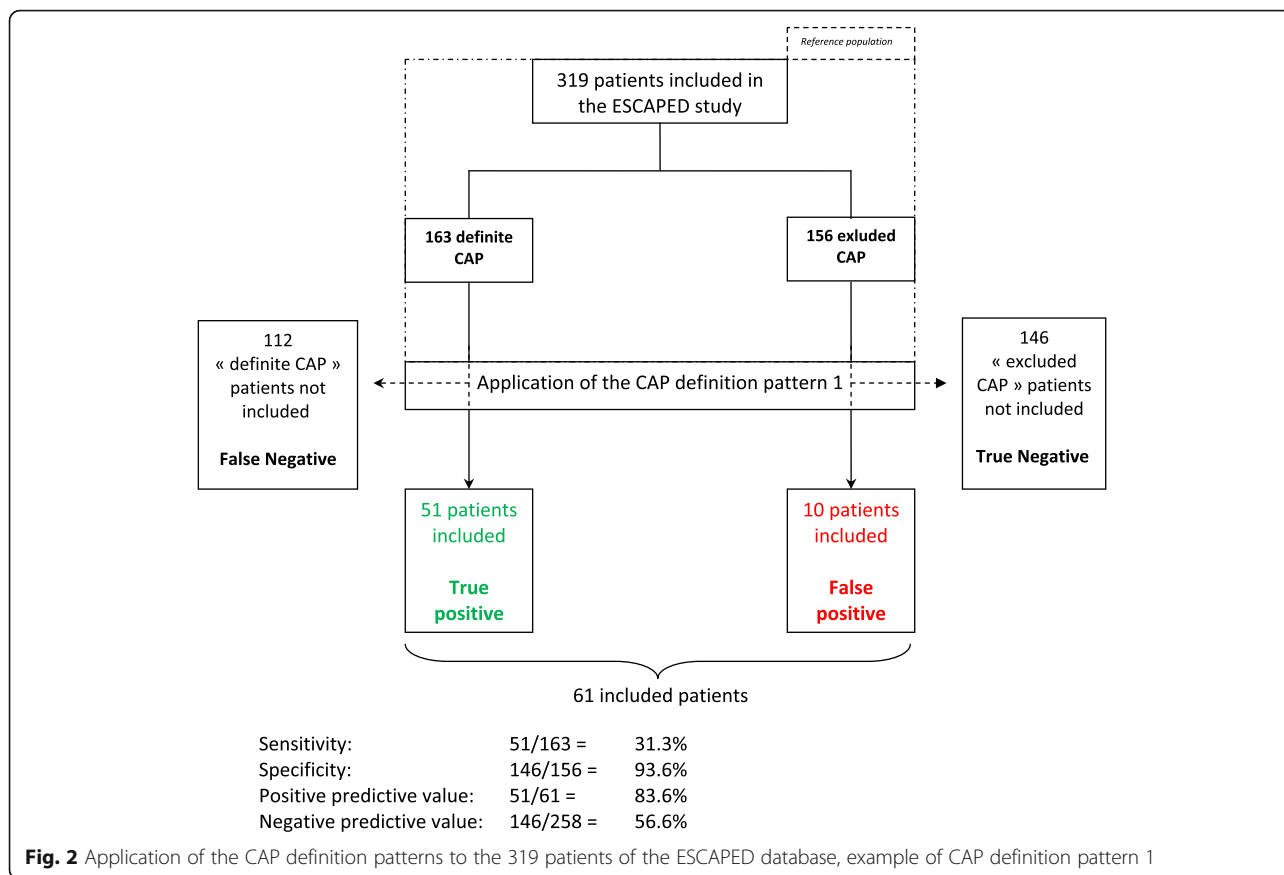 Reference population
319 patients included in
the ESCAPED study
163 definite
CAP
156 exluded
CAP
112
« definite CAP »
patients not
included
False Negative
Application of the CAP definition pattern 1
146
« excluded
CAP » patients
not included
True Negative
51 patients
included
True
positive
10 patients
included
False
positive
61 included patients
Sensitivity: 51/163 = 31.3%
Specificity: 146/156 = 93.6%
Positive predictive value: 51/61 = 83.6%
Negative predictive value: 146/258 = 56.6%
Fig. 2 Application of the CAP definition patterns to the 319 patients of the ESCAPED database, example of CAP definition pattern 1